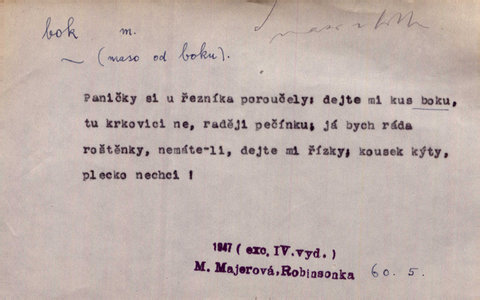 bok m.
(maso od boku).
Paničky si u řezníka poroučely: dejte mi kus boku,
tu krkovici ne, raději pečínku; já bych ráda
roštěnky, nemáte-li, dejte mi řízky; kousek kýty,
plecko nechci !
1947 ( exc. IV. vyd. )
M. Majerová, Robinsonka 60. 5.